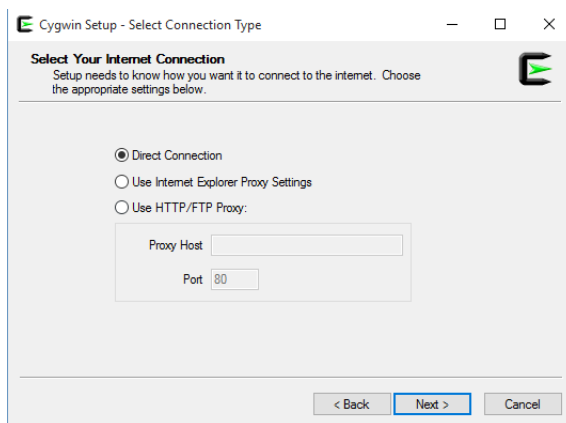 Cygwin Setup - Select Connection Type
Select Your Internet Connection
Setup needs to know how you want it to connect to the internet. Choose
the appropriate settings below.
Direct Connection
Use Internet Explorer Proxy Settings
Use HTTP/FTP Proxy:
Proxy Host
Port 80
< Back Next > Cancel